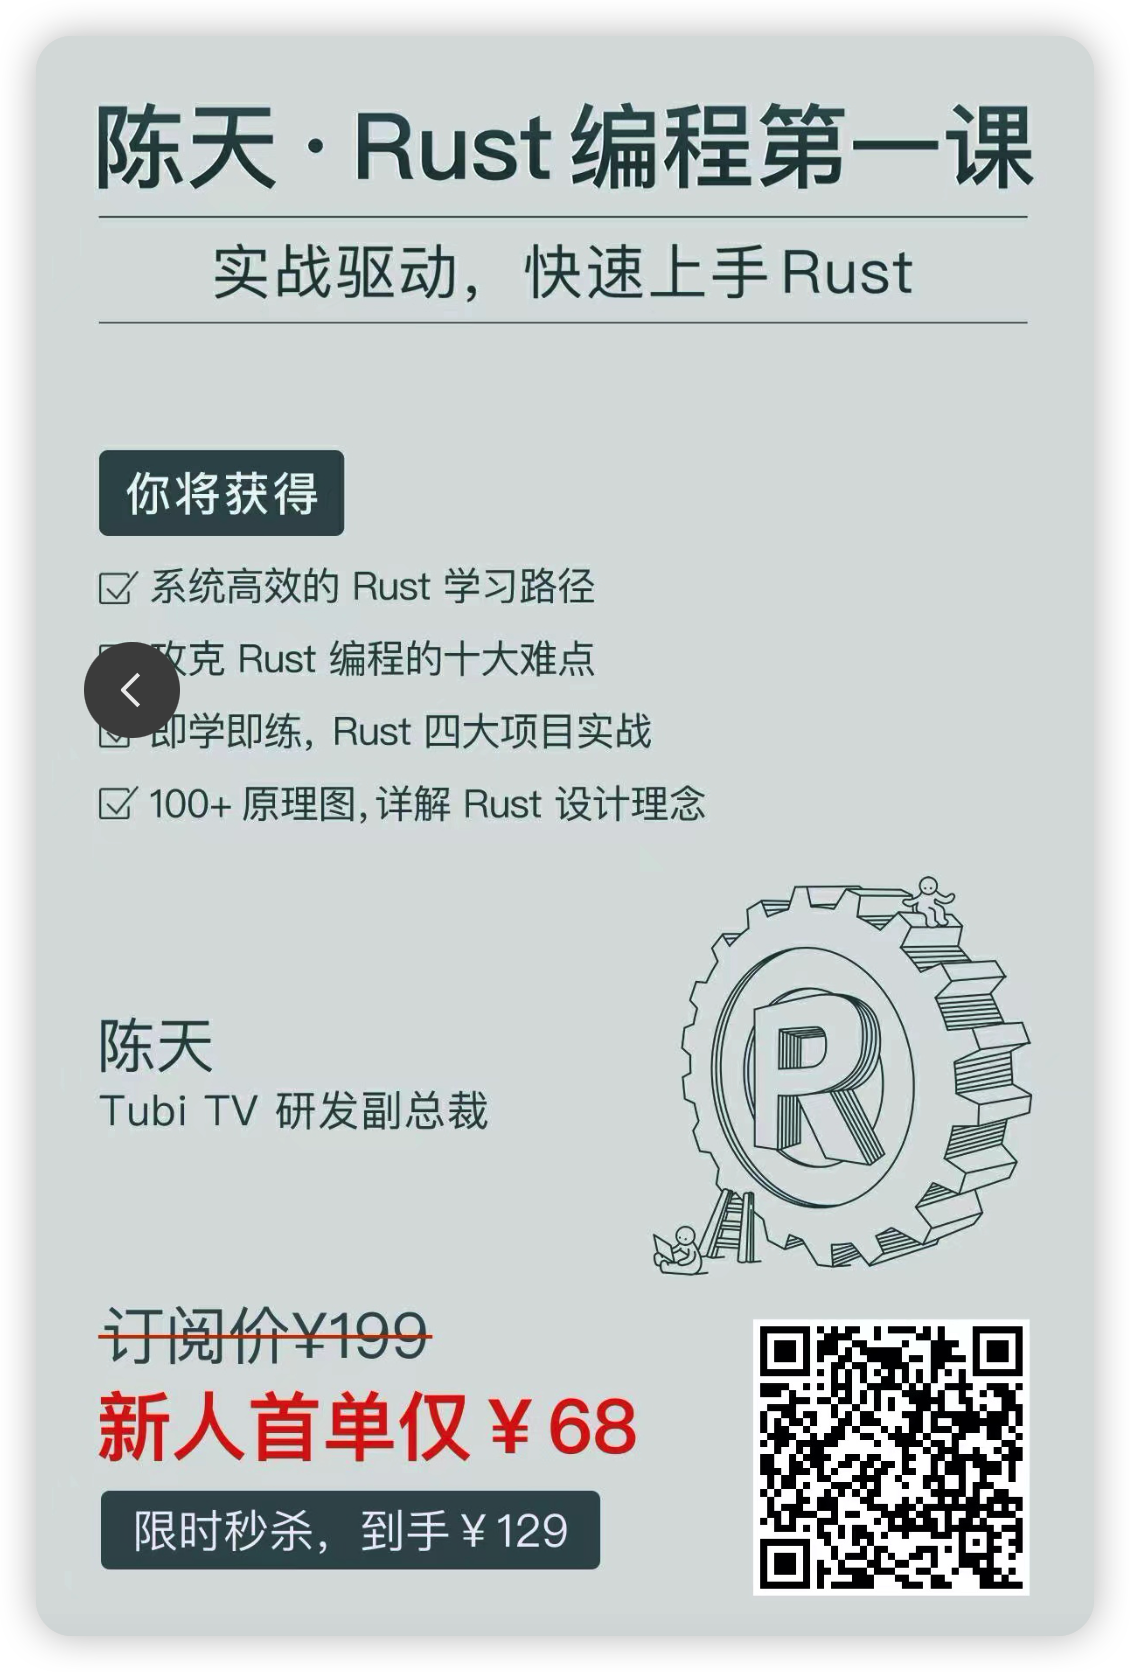 陈天·Rust 编程第一课
实战驱动，快速上手Rust
你将获得
系统高效的 Rust 学习路径
攻克 Rust 编程的十大难点
即学即练，Rust 四大项目实战
100+ 原理图，详解 Rust 设计理念
R
陈天
Tubi TV 研发副总裁
订阅价¥199
新人首单仅 ¥ 68
限时秒杀，到手 ¥ 129